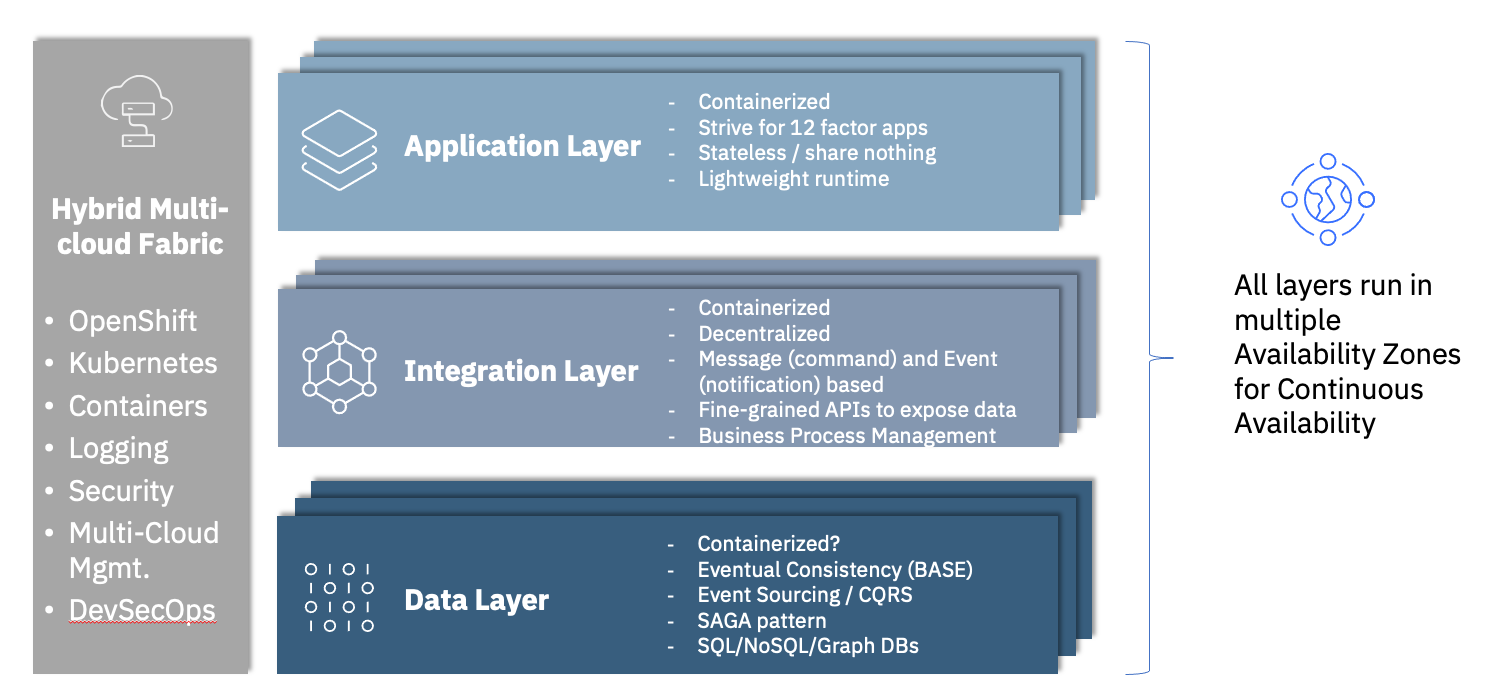 Hybrid Multi-
cloud Fabric
• OpenShift
• Kubernetes
• Containers
• Logging
• Security
• Multi-Cloud
Mgmt.
• DevSecOps
Application Layer
- Containerized
- Strive for 12 factor apps
- Stateless / share nothing
- Lightweight runtime
Integration Layer
- Containerized
- Decentralized
- Message (command) and Event
(notification) based
- Fine-grained APIs to expose data
- Business Process Management
Data Layer
- Containerized?
- Eventual Consistency (BASE)
- Event Sourcing / CQRS
- SAGA pattern
- SQL/NoSQL/Graph DBs
All layers run in
multiple
Availability Zones
for Continuous
Availability